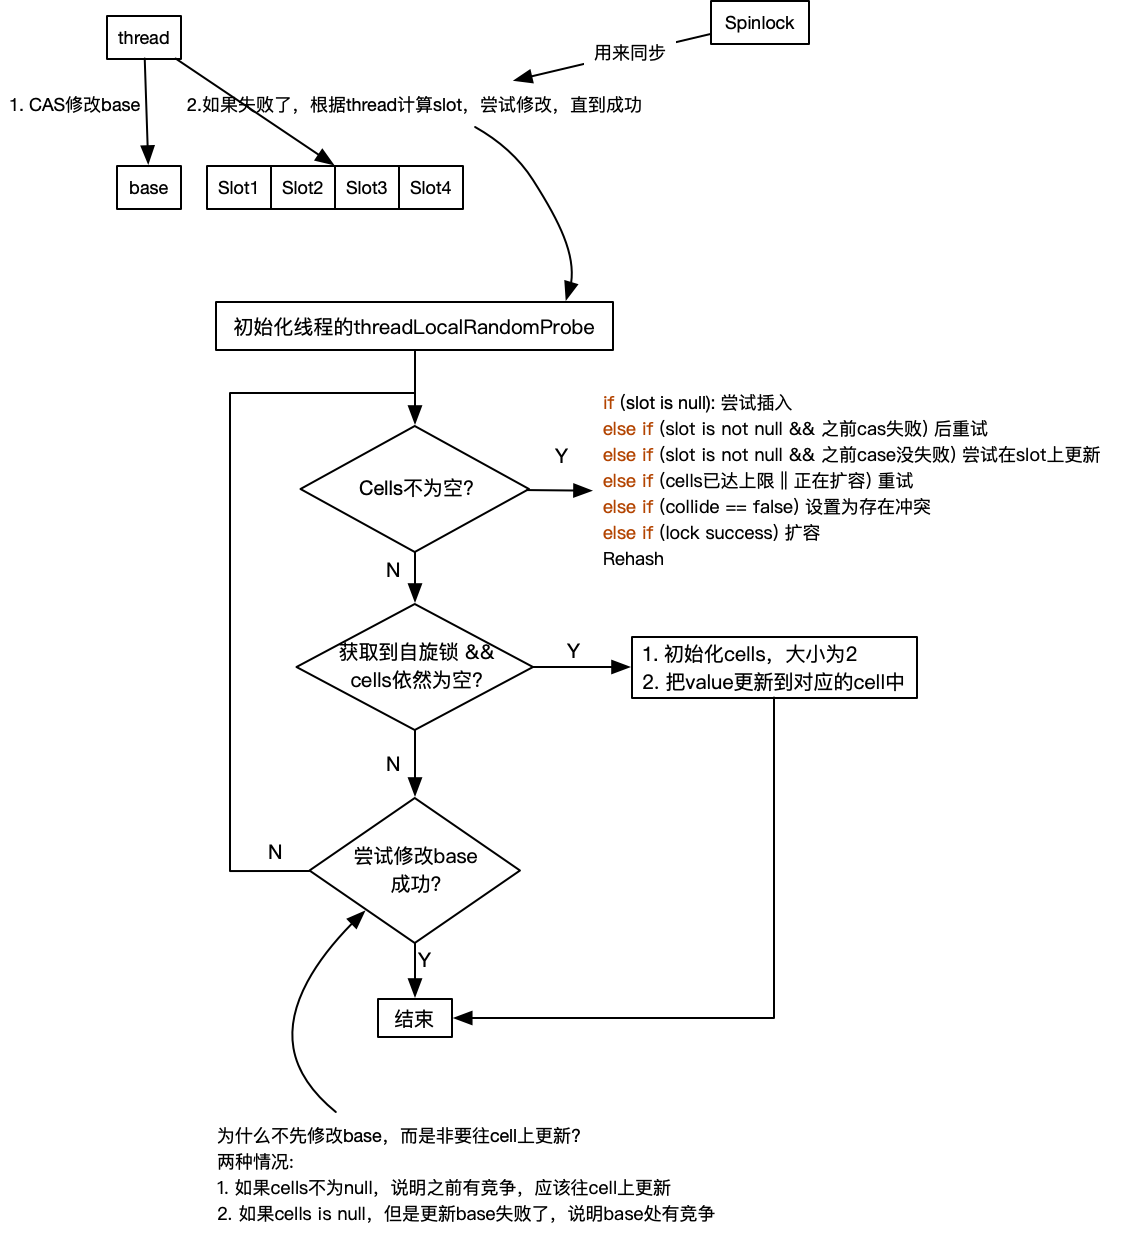 Spinlock
thread
用来同步
1. CAS修改base
2.如果失败了，根据thread计算slot，尝试修改，直到成功
base
Slot1
Slot2
Slot3
Slot4
初始化线程的threadLocalRandomProbe
if (slot is null): 尝试插入
else if (slot is not null && 之前cas失败) 后重试
else if (slot is not null && 之前case没失败) 尝试在slot上更新
else if (cells已达上限 || 正在扩容) 重试
else if (collide == false) 设置为存在冲突
else if (lock success) 扩容
Rehash
Y
Cells不为空?
N
获取到自旋锁 &&
cells依然为空?
Y
1. 初始化cells，大小为2
2. 把value更新到对应的cell中
N
尝试修改base
成功?
N
Y
结束
为什么不先修改base，而是非要往cell上更新?
两种情况:
1. 如果cells不为null，说明之前有竞争，应该往cell上更新
2. 如果cells is null，但是更新base失败了，说明base处有竞争